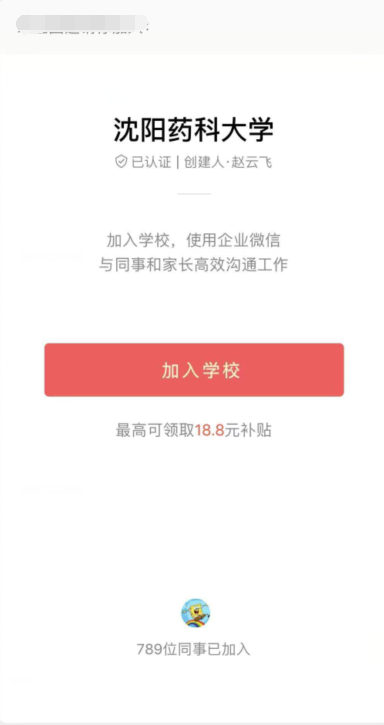 沈阳药科大学
已认证 | 创建人·赵云飞
加入学校，使用企业微信
与同事和家长高效沟通工作
加入学校
最高可领取18.8元补贴
789位同事已加入